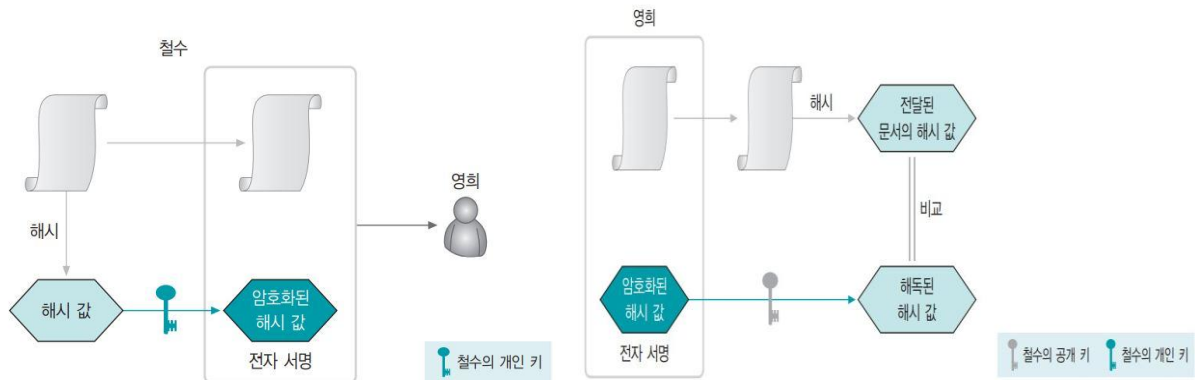 철수
해시
영희
해시 값
암호화된
해시 값
전자 서명
철수의 개인 키
영희
해시
전달된
문서의 해시 값
비교
암호화된
해시 값
해독된
해시 값
전자 서명
철수의 공개 키 철수의 개인 키